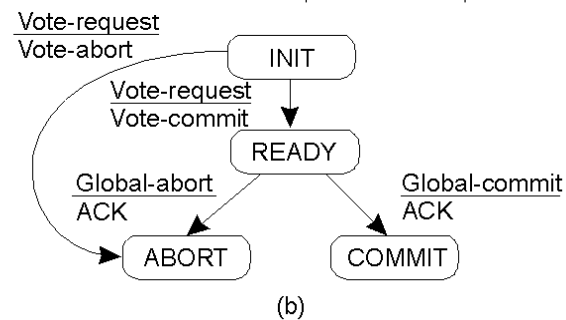 Vote-request
Vote-abort
INIT
Vote-request
Vote-commit
READY
Global-abort
ACK
Global-commit
ACK
ABORT
COMMIT
(b)